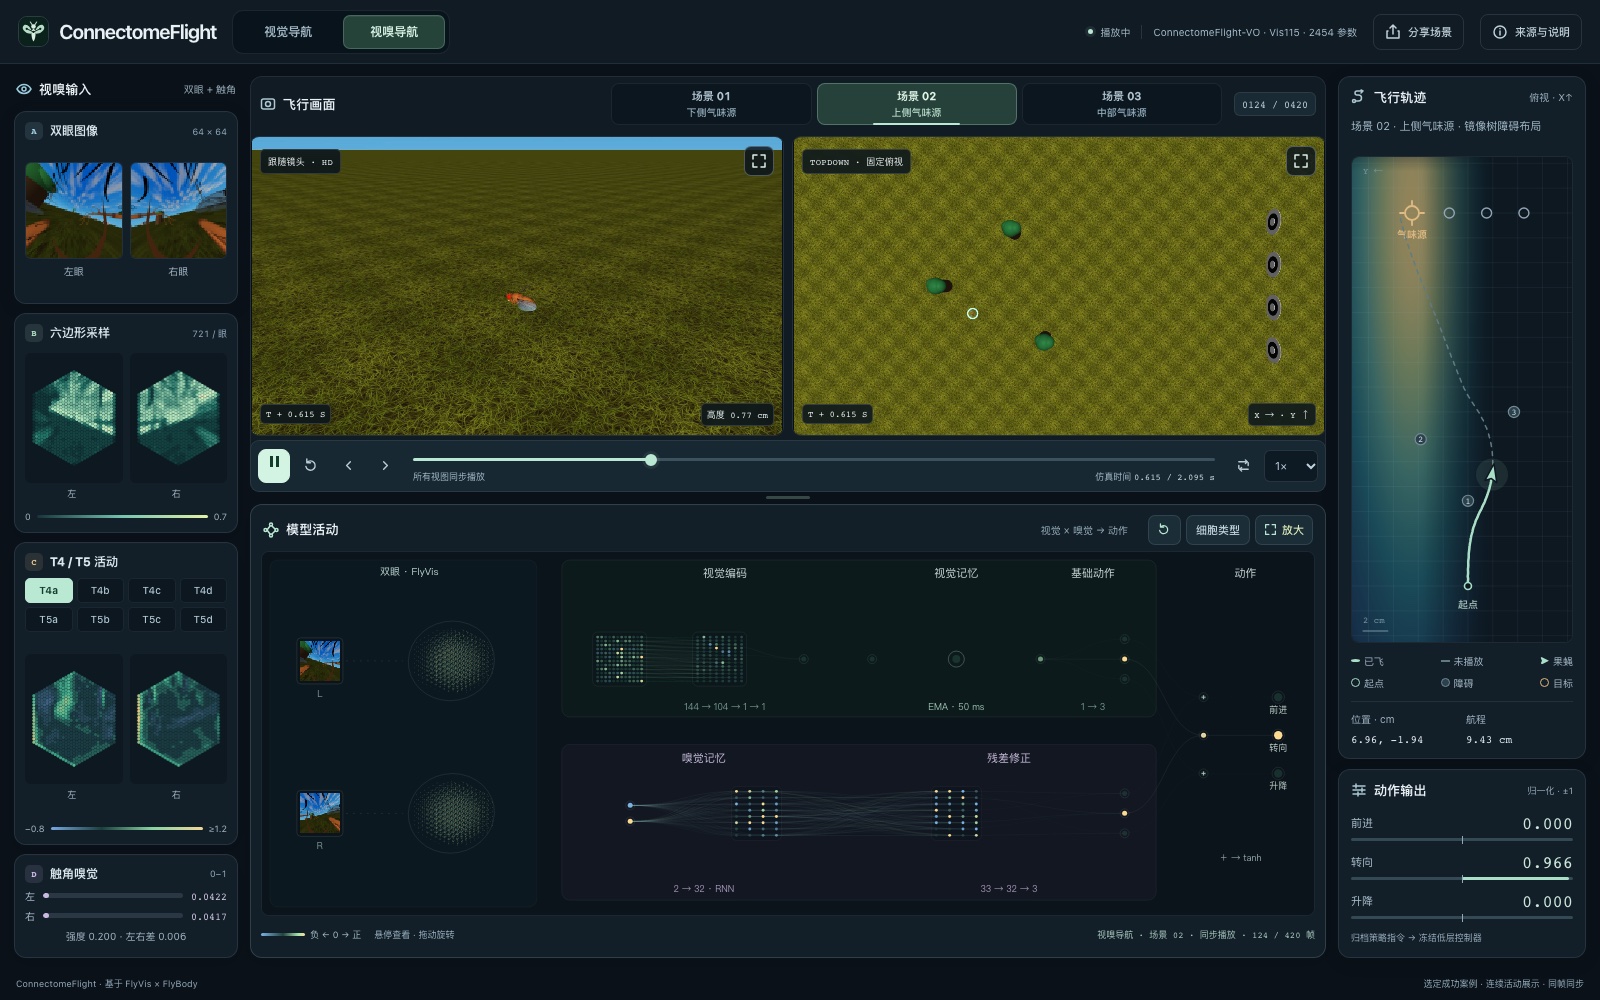 ConnectomeFlight
视觉导航
视嗅导航
播放中
ConnectomeFlight-VO · Vis115 · 2454 参数
分享场景
来源与说明
视嗅输入
双眼 + 触角
A 双眼图像
64 × 64
左眼
右眼
B 六边形采样
721 / 眼
左
右
0
0.7
C T4 / T5 活动
T4a
T4b
T4c
T4d
T5a
T5b
T5c
T5d
左
右
−0.8
≥1.2
D 触角嗅觉
0–1
左 0.0422
右 0.0417
强度 0.200 · 左右差 0.006
飞行画面
场景 01
下侧气味源
场景 02
上侧气味源
场景 03
中部气味源
0124 / 0420
跟随镜头 · HD
T + 0.615 S
高度 0.77 cm
TOPDOWN · 固定俯视
T + 0.615 S
X → · Y ↑
所有视图同步播放
仿真时间 0.615 / 2.095 s
1×
模型活动
视觉 × 嗅觉 → 动作
细胞类型
放大
双眼 · FlyVis
L
R
视觉编码
视觉记忆
基础动作
144 → 104 → 1 → 1
EMA · 50 ms
1 → 3
嗅觉记忆
残差修正
2 → 32 · RNN
33 → 32 → 3
动作
前进
转向
升降
+ → tanh
负 ← 0 → 正
悬停查看 · 拖动旋转
视嗅导航 · 场景 02 · 同步播放 · 124 / 420 帧
飞行轨迹
俯视 · X↑
场景 02 · 上侧气味源 · 镜像树障碍布局
Y ←
气味源
3
2
1
起点
2 cm
已飞
未播放
果蝇
起点
障碍
目标
位置 · cm
6.96, −1.94
航程
9.43 cm
动作输出
归一化 · ±1
前进 0.000
转向 0.966
升降 0.000
归档策略指令 → 冻结低层控制器
ConnectomeFlight · 基于 FlyVis × FlyBody
选定成功案例 · 连续活动展示 · 同帧同步